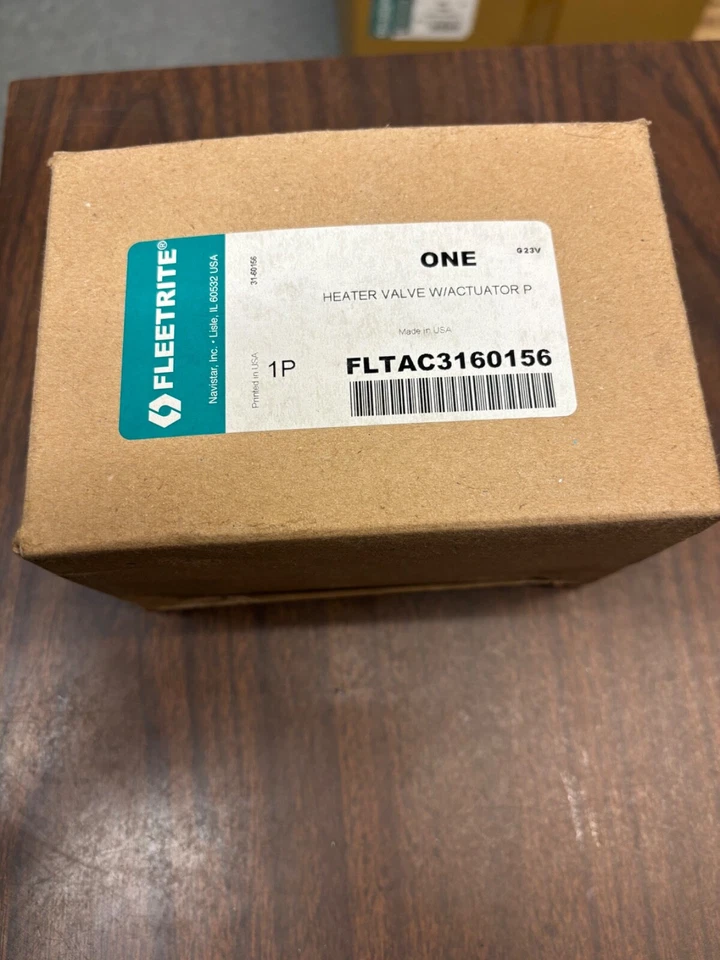 FLEETRITE®
Navistar, Inc. • Lisle, IL 60532 USA
31-60156
Printed in USA
1P
ONE
G23V
HEATER VALVE W/ACTUATOR P
Made in USA
FLTAC3160156